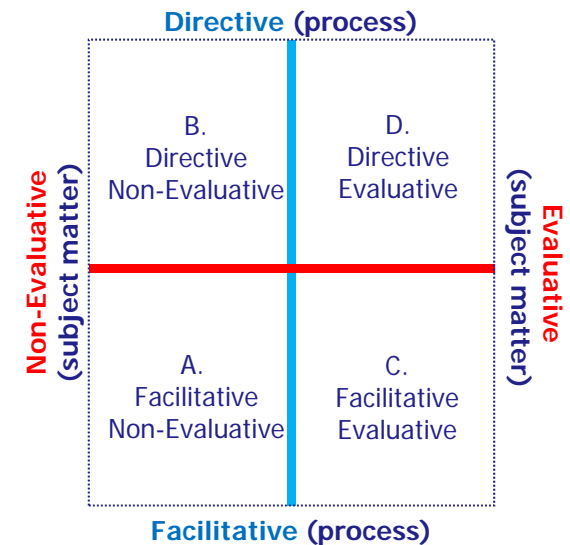 Directive (process)
B.
Directive
Non-Evaluative
D.
Directive
Evaluative
Non-Evaluative
(subject matter)
Evaluative
(subject matter)
A.
Facilitative
Non-Evaluative
C.
Facilitative
Evaluative
Facilitative (process)